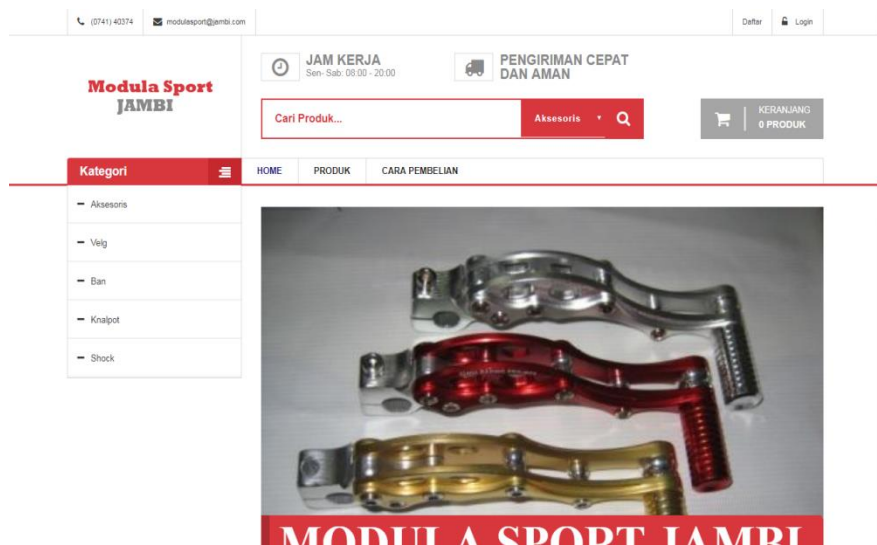 (0741) 40374
modulasport@jambi.com
Daftar
Login
Modula Sport
JAMBI
JAM KERJA
Sen- Sab: 08:00 - 20:00
PENGIRIMAN CEPAT
DAN AMAN
Cari Produk...
Aksesoris
KERANJANG
0 PRODUK
Kategori
HOME
PRODUK
CARA PEMBELIAN
Aksesoris
Velg
Ban
Knalpot
Shock
MODULA SPORT JAMBI